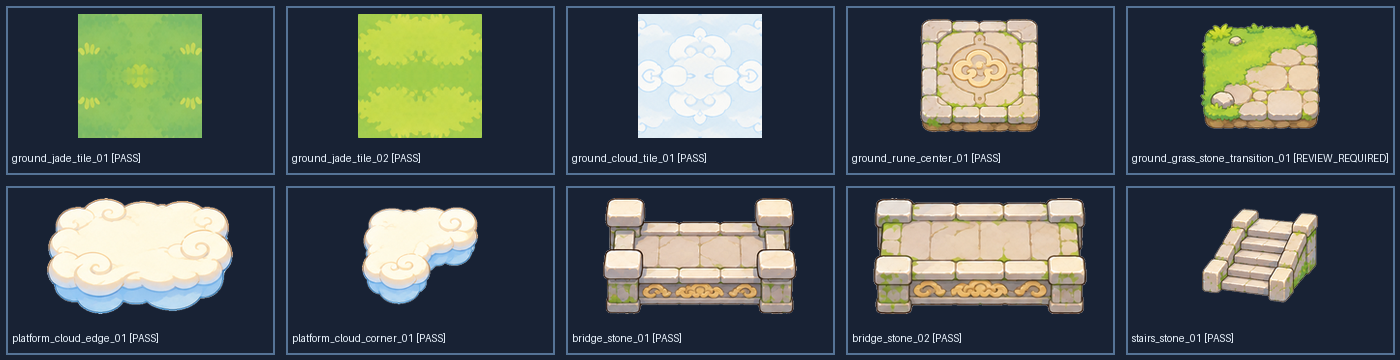 ground_jade_tile_01 [PASS]
ground_jade_tile_02 [PASS]
ground_cloud_tile_01 [PASS]
ground_rune_center_01 [PASS]
ground_grass_stone_transition_01 [REVIEW_REQUIRED]
platform_cloud_edge_01 [PASS]
platform_cloud_corner_01 [PASS]
bridge_stone_01 [PASS]
bridge_stone_02 [PASS]
stairs_stone_01 [PASS]